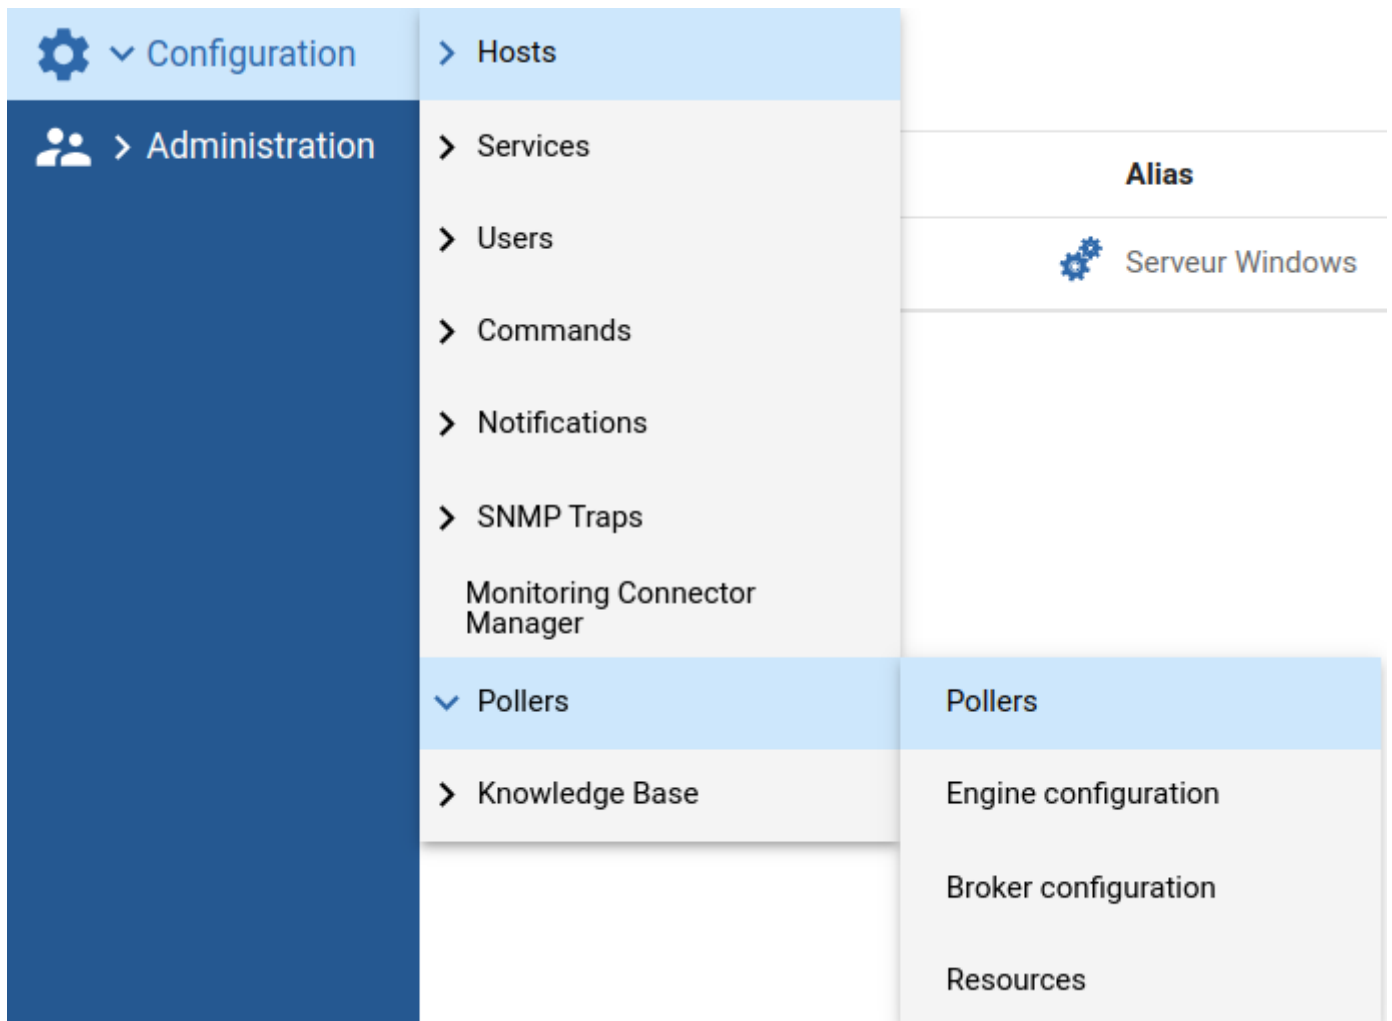 Configuration
Administration
Hosts
Services
Users
Commands
Notifications
SNMP Traps
Monitoring Connector
Manager
Pollers
Knowledge Base
Pollers
Engine configuration
Broker configuration
Resources
Alias
Serveur Windows